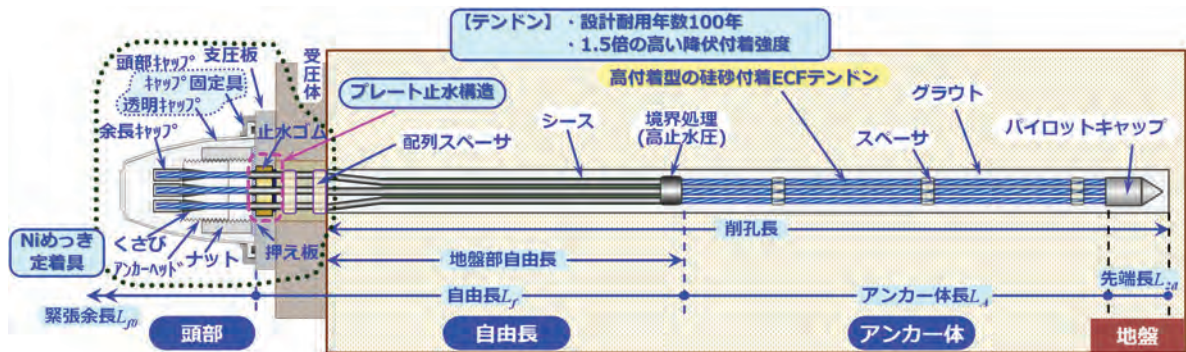 【テンドン】・設計耐用年数100年
・1.5倍の高い降伏付着強度
支圧板
受圧体
頭部ｷｬｯﾌﾟ
ｷｬｯﾌﾟ固定具
透明ｷｬｯﾌﾟ
余長ｷｬｯﾌﾟ
止水ゴム
プレート止水構造
配列スペーサ
シース
境界処理
(高止水圧)
高付着型の硅砂付着ECFテンドン
スペーサ
グラウト
パイロットキャップ
Niめっき
定着具
くさび
ｱﾝｶｰﾍｯﾄﾞ
ナット
押え板
削孔長
地盤部自由長
緊張余長Lf0
自由長Lf
アンカー体長LA
先端長L2a
頭部
自由長
アンカー体
地盤